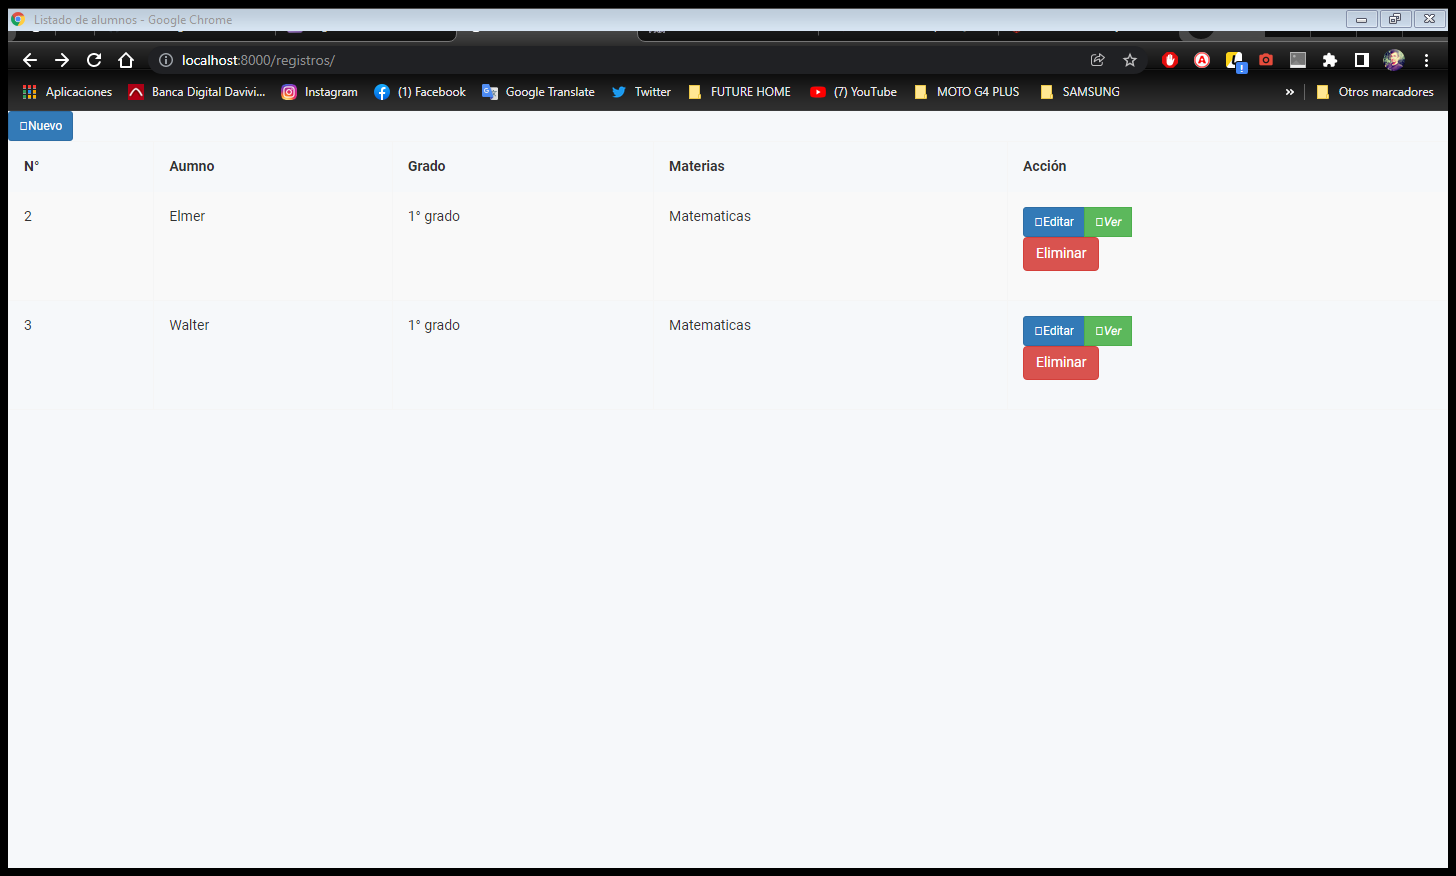 Listado de alumnos - Google Chrome
localhost:8000/registros/
Aplicaciones Banca Digital Davivi... Instagram (1) Facebook Google Translate Twitter FUTURE HOME (7) YouTube MOTO G4 PLUS SAMSUNG » Otros marcadores
Nuevo
N° Aumno Grado Materias Acción
2 Elmer 1° grado Matematicas Editar Ver
Eliminar
3 Walter 1° grado Matematicas Editar Ver
Eliminar